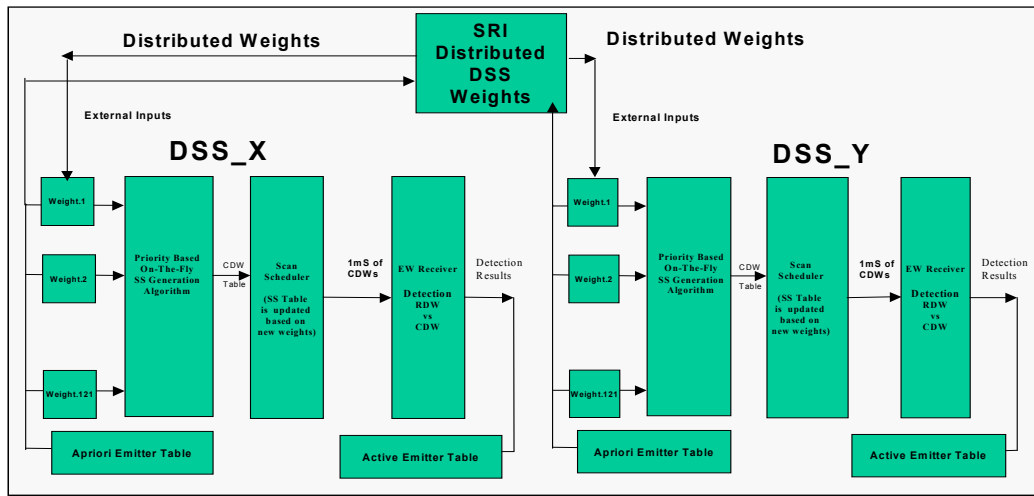 SRI
Distributed
DSS
Weights
Distributed Weights
Distributed Weights
External Inputs
External Inputs
DSS_X
Weight.1
Weight.2
Weight.121
Priority Based
On-The-Fly
SS Generation
Algorithm
CDW
Table
Scan
Scheduler
(SS Table
is updated
based on
new weights)
1mS of
CDWs
EW Receiver
Detection
RDW
vs
CDW
Detection
Results
Apriori Emitter Table
Active Emitter Table
DSS_Y
Weight.1
Weight.2
Weight.121
Priority Based
On-The-Fly
SS Generation
Algorithm
CDW
Table
Scan
Scheduler
(SS Table
is updated
based on
new weights)
1mS of
CDWs
EW Receiver
Detection
RDW
vs
CDW
Detection
Results
Apriori Emitter Table
Active Emitter Table